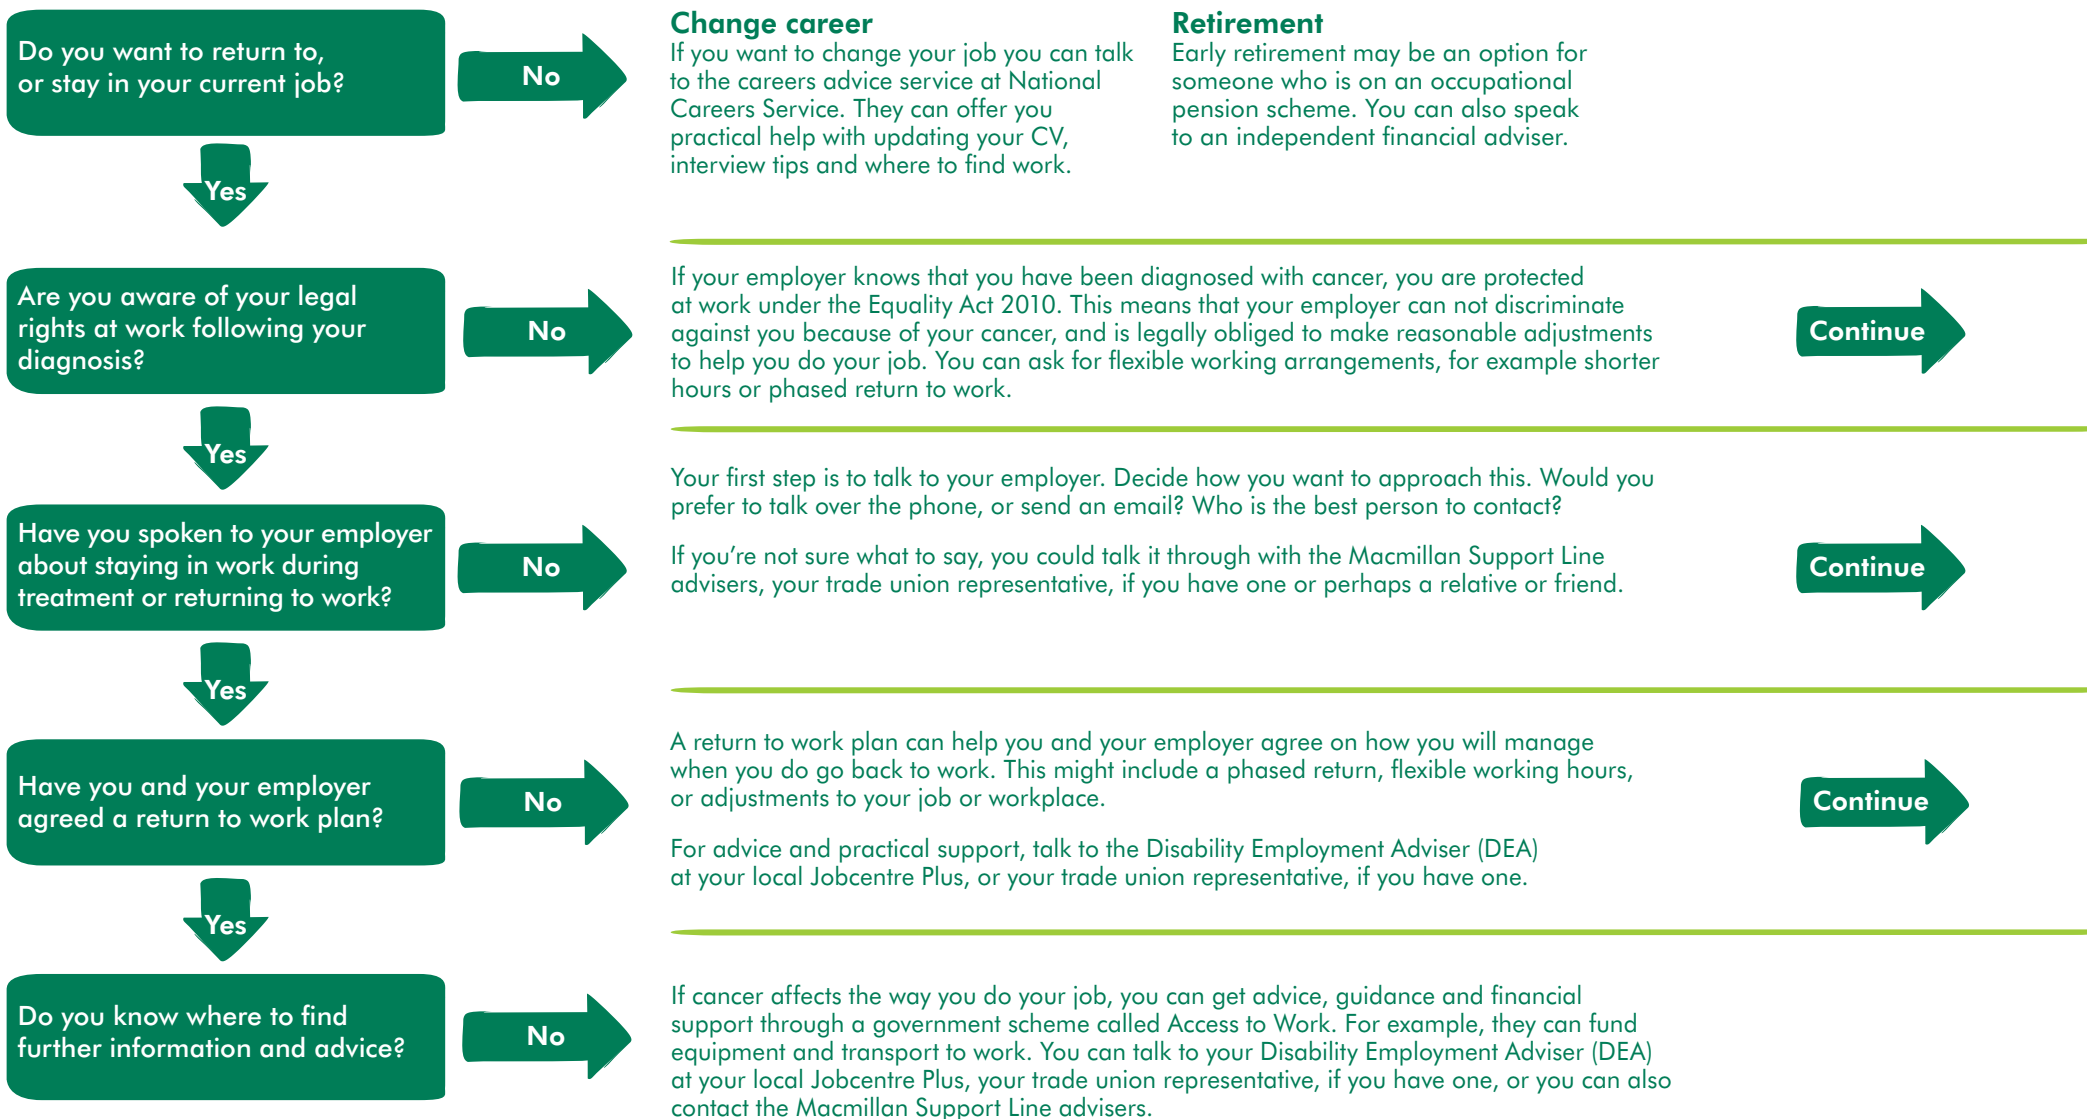 Do you want to return to,
or stay in your current job?
No
Change career
If you want to change your job you can talk
to the careers advice service at National
Careers Service. They can offer you
practical help with updating your CV,
interview tips and where to find work.
Retirement
Early retirement may be an option for
someone who is on an occupational
pension scheme. You can also speak
to an independent financial adviser.
Yes
Are you aware of your legal
rights at work following your
diagnosis?
No
If your employer knows that you have been diagnosed with cancer, you are protected
at work under the Equality Act 2010. This means that your employer can not discriminate
against you because of your cancer, and is legally obliged to make reasonable adjustments
to help you do your job. You can ask for flexible working arrangements, for example shorter
hours or phased return to work.
Continue
Yes
Have you spoken to your employer
about staying in work during
treatment or returning to work?
No
Your first step is to talk to your employer. Decide how you want to approach this. Would you
prefer to talk over the phone, or send an email? Who is the best person to contact?
If you’re not sure what to say, you could talk it through with the Macmillan Support Line
advisers, your trade union representative, if you have one or perhaps a relative or friend.
Continue
Yes
Have you and your employer
agreed a return to work plan?
No
A return to work plan can help you and your employer agree on how you will manage
when you do go back to work. This might include a phased return, flexible working hours,
or adjustments to your job or workplace.
For advice and practical support, talk to the Disability Employment Adviser (DEA)
at your local Jobcentre Plus, or your trade union representative, if you have one.
Continue
Yes
Do you know where to find
further information and advice?
No
If cancer affects the way you do your job, you can get advice, guidance and financial
support through a government scheme called Access to Work. For example, they can fund
equipment and transport to work. You can talk to your Disability Employment Adviser (DEA)
at your local Jobcentre Plus, your trade union representative, if you have one, or you can also
contact the Macmillan Support Line advisers.